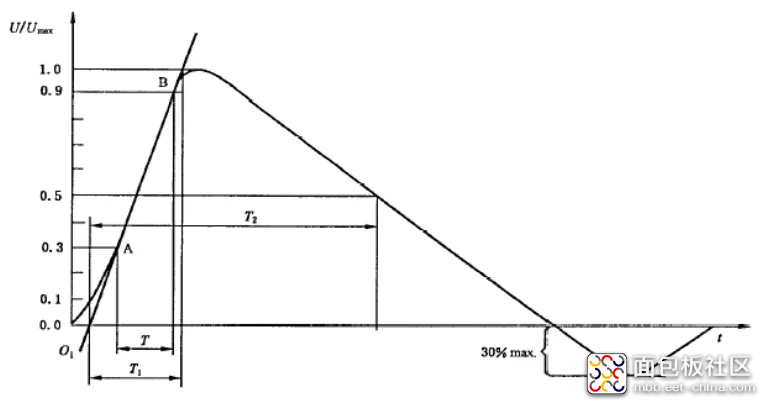 U/Umax
1.0
B
0.9
0.5
T2
0.3
A
0.1
0.0
t
O1
T
30% max.
T1
面包板社区
mbb.eet-china.com